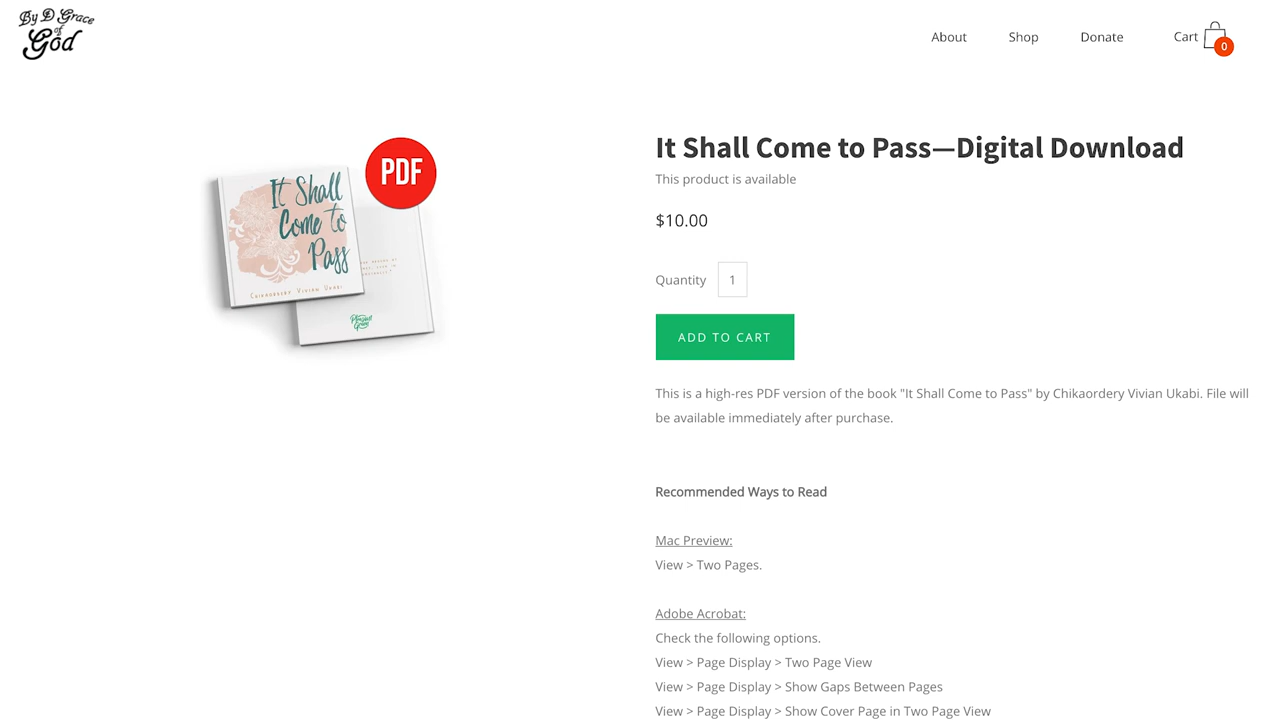 By D Grace
of
God
About
Shop
Donate
Cart
0
PDF
It Shall
Come to
Pass
Chikaordery Vivian Ukabi
It Shall Come to Pass—Digital Download
This product is available
$10.00
Quantity
1
ADD TO CART
This is a high-res PDF version of the book "It Shall Come to Pass" by Chikaordery Vivian Ukabi. File will
be available immediately after purchase.
Recommended Ways to Read
Mac Preview:
View > Two Pages.
Adobe Acrobat:
Check the following options.
View > Page Display > Two Page View
View > Page Display > Show Gaps Between Pages
View > Page Display > Show Cover Page in Two Page View